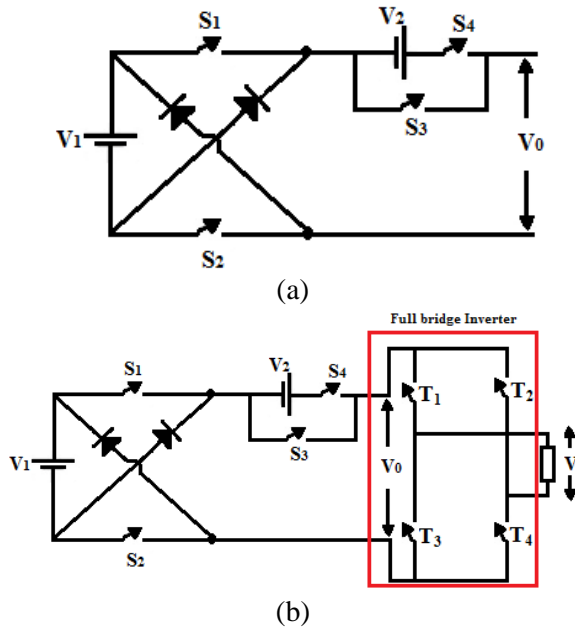 S1
V2
S4
V1
S3
V0
S2
(a)
Full bridge Inverter
S1
V2
S4
T1
T2
V1
S3
V0
V
S2
T3
T4
(b)